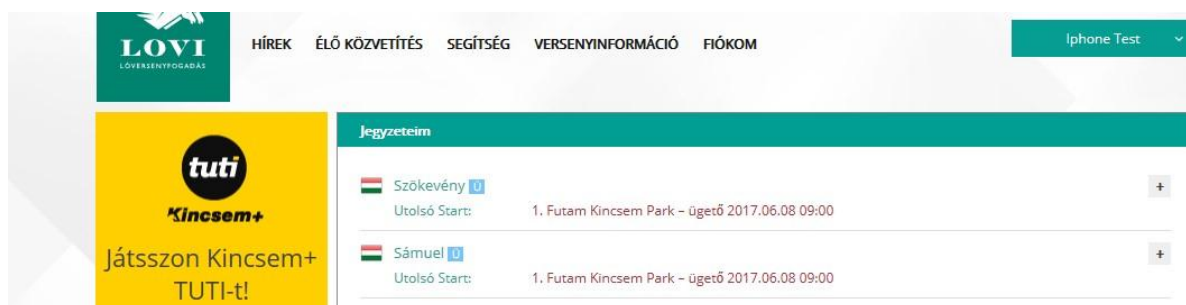 LOVI
LÓVERSENYFOGADÁS
HÍREK ÉLŐ KÖZVETÍTÉS SEGÍTSÉG VERSENYINFORMÁCIÓ FIÓKOM
Iphone Test
tuti
Kincsem+
Játsszon Kincsem+
TUTI-t!
Jegyzeteim
Szökevény Ü
Utolsó Start: 1. Futam Kincsem Park – ügető 2017.06.08 09:00
Sámuel Ü
Utolsó Start: 1. Futam Kincsem Park – ügető 2017.06.08 09:00